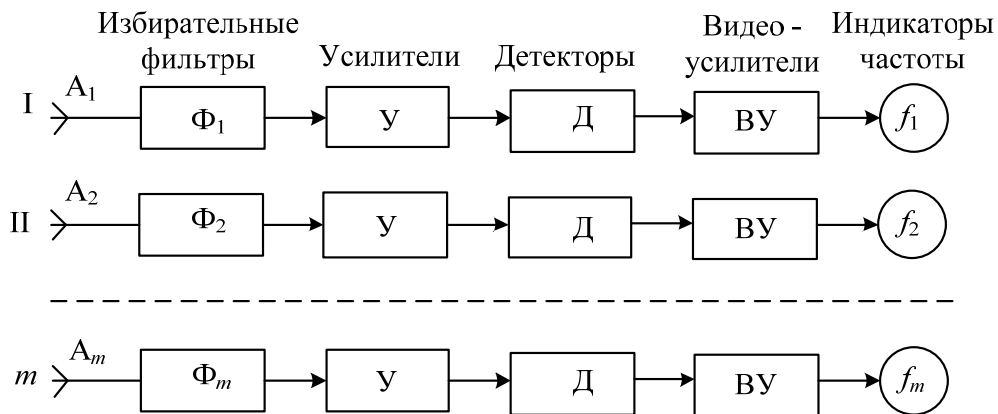 Избирательные фильтры
Усилители
Детекторы
Видео - усилители
Индикаторы частоты
I A₁ Ф₁ У Д ВУ f₁
II A₂ Ф₂ У Д ВУ f₂
m Aₘ Фₘ У Д ВУ fₘ